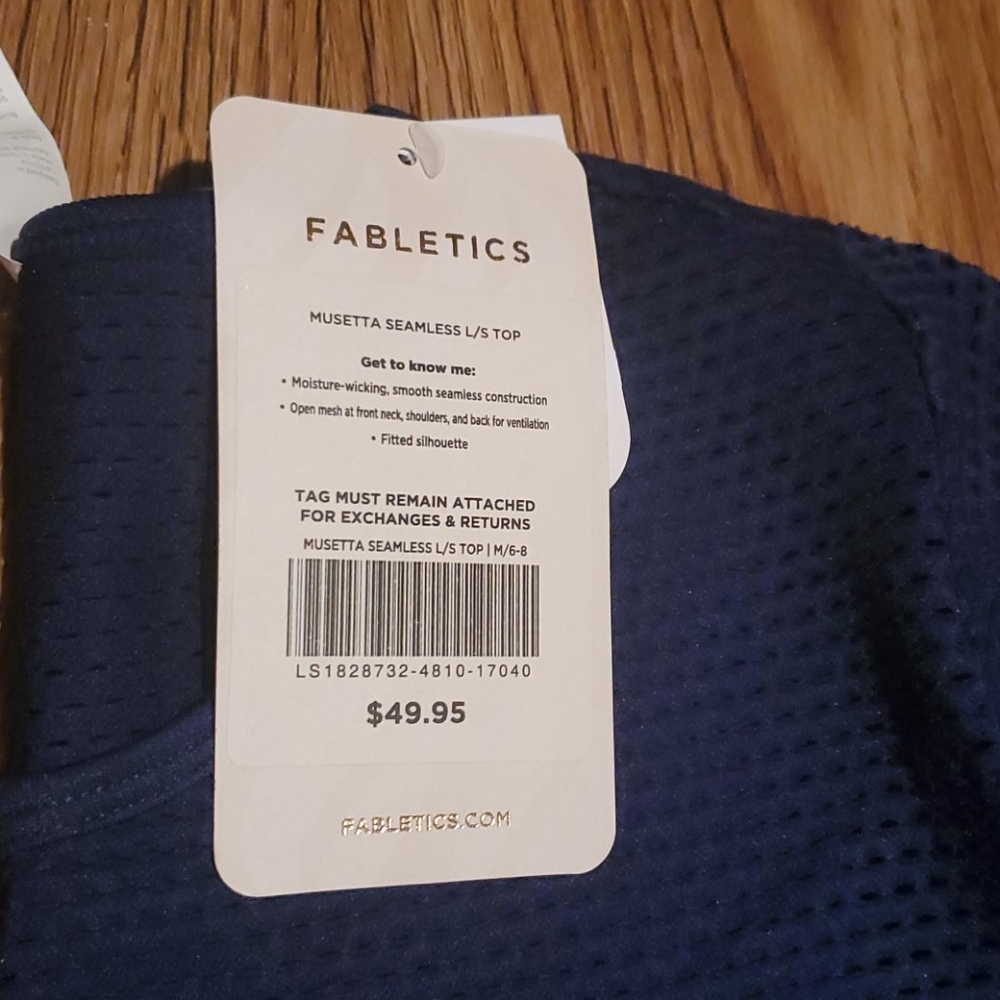 FABLETICS
MUSETTA SEAMLESS L/S TOP
Get to know me:
• Moisture-wicking, smooth seamless construction
• Open mesh at front neck, shoulders, and back for ventilation
• Fitted silhouette
TAG MUST REMAIN ATTACHED
FOR EXCHANGES & RETURNS
MUSETTA SEAMLESS L/S TOP | M/6-8
LS1828732-4810-17040
$49.95
FABLETICS.COM